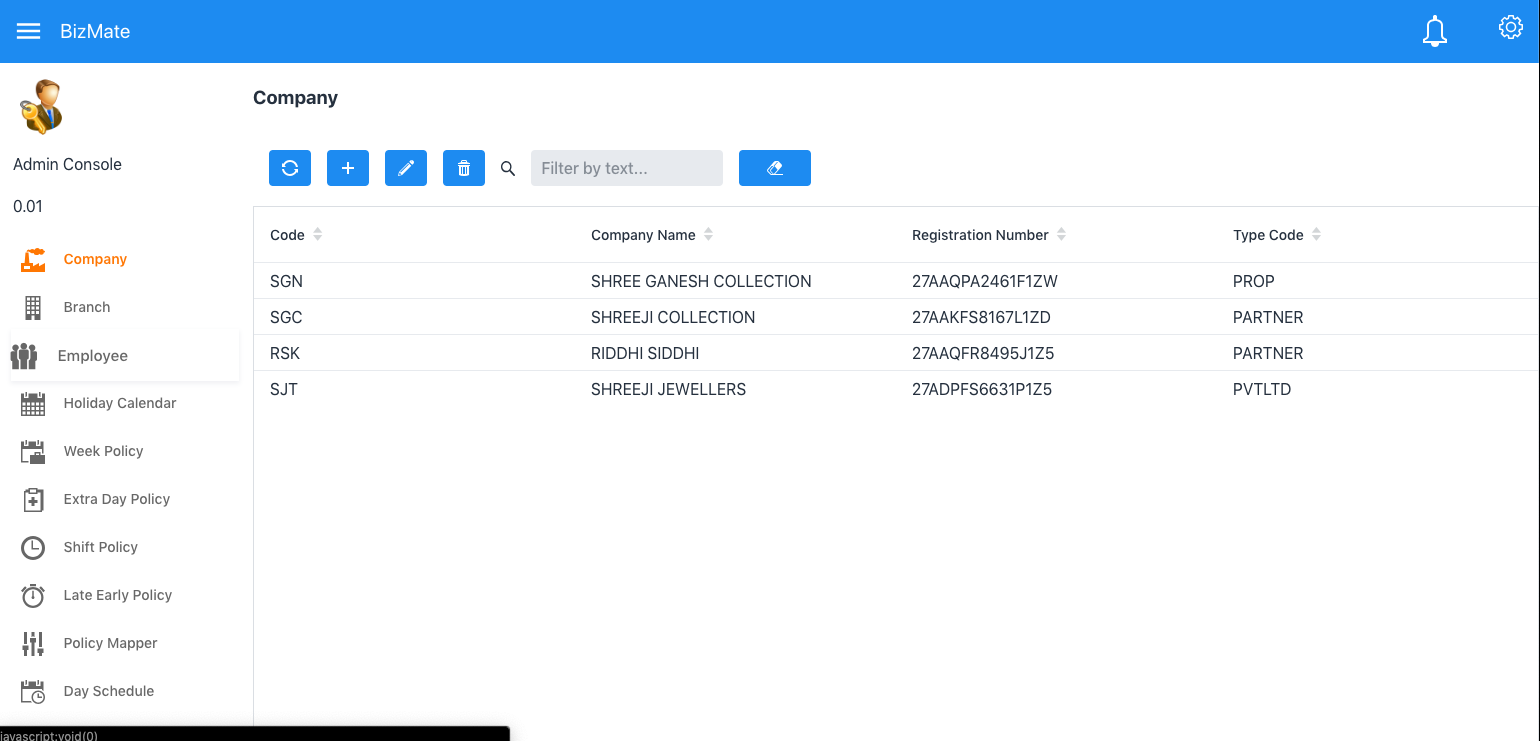 BizMate
Admin Console
0.01
Company
Branch
Employee
Holiday Calendar
Week Policy
Extra Day Policy
Shift Policy
Late Early Policy
Policy Mapper
Day Schedule
Company
Filter by text...
Code Company Name Registration Number Type Code
SGN SHREE GANESH COLLECTION 27AAQPA2461F1ZW PROP
SGC SHREEJI COLLECTION 27AAKFS8167L1ZD PARTNER
RSK RIDDHI SIDDHI 27AAQFR8495J1Z5 PARTNER
SJT SHREEJI JEWELLERS 27ADPFS6631P1Z5 PVTLTD
javascript:void(0)